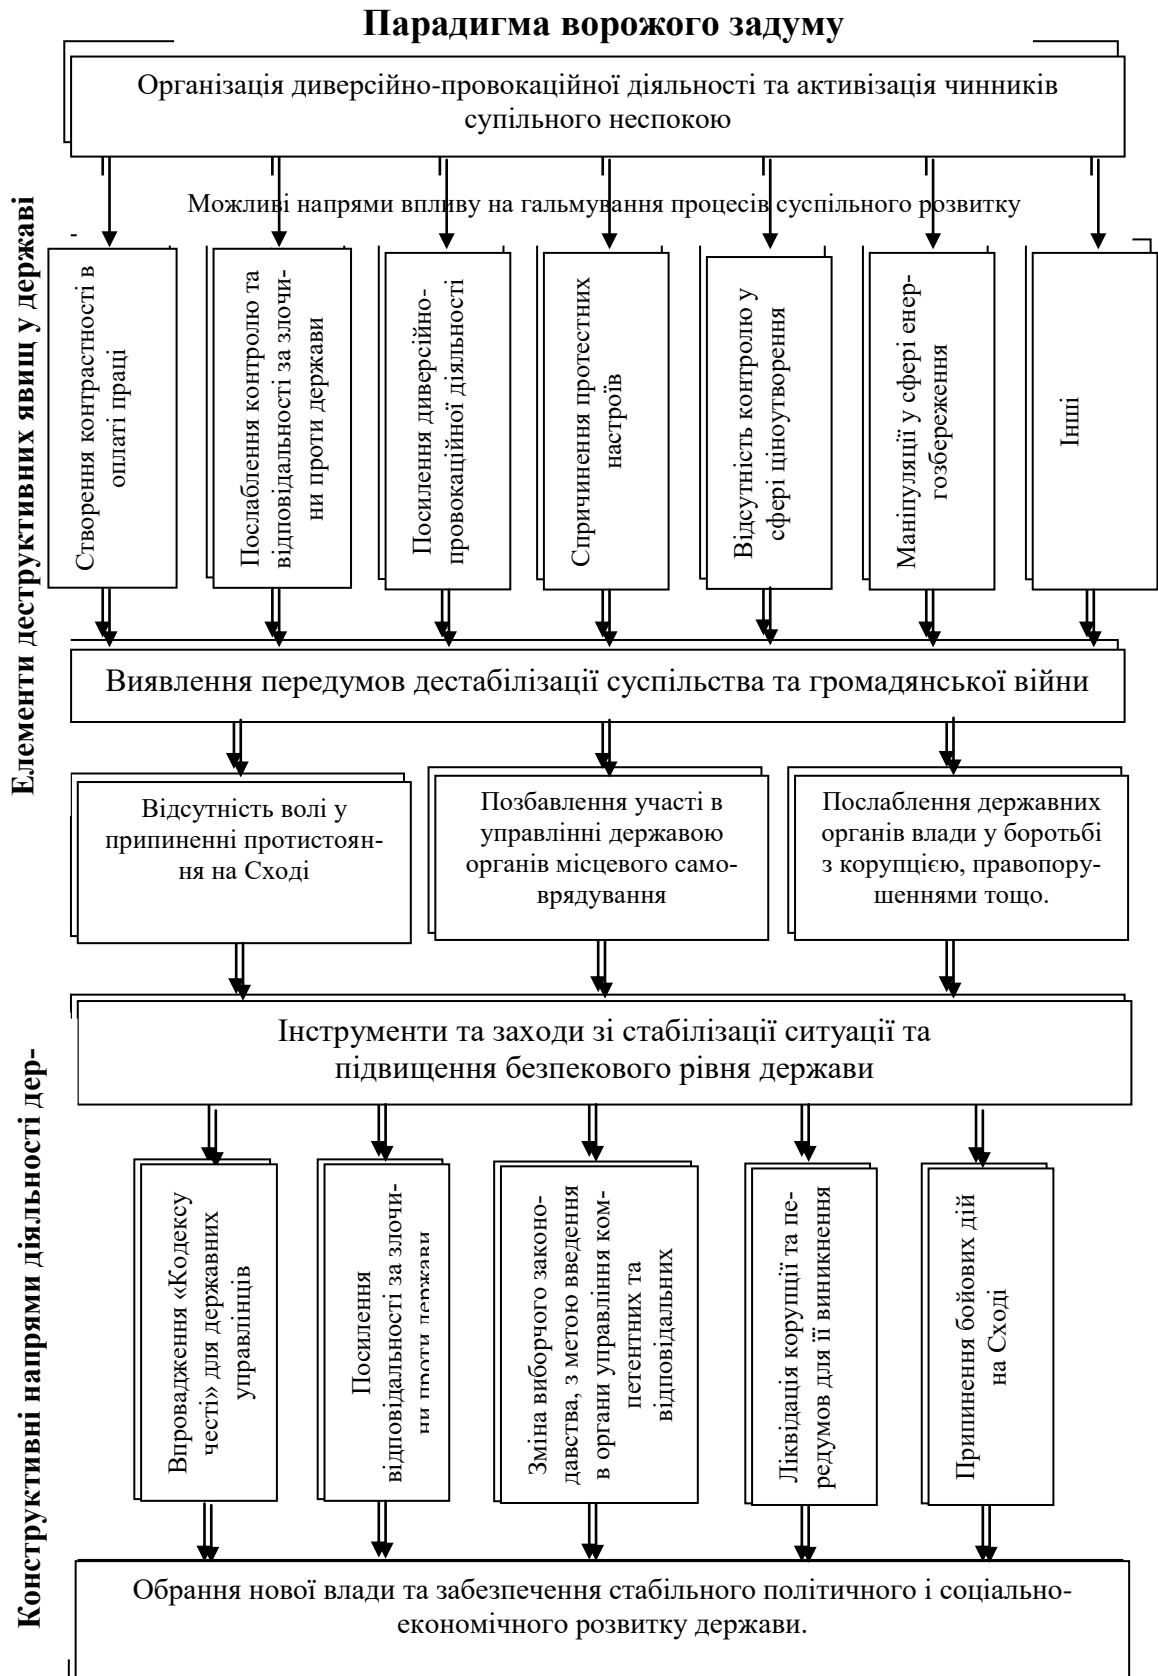 Парадигма ворожого задуму
Організація диверсійно-провокаційної діяльності та активізація чинників
супільного неспокою
Можливі напрями впливу на гальмування процесів суспільного розвитку
Елементи деструктивних явищ у державі
Створення контрастності в
оплаті праці
Послаблення контролю та
відповідальності за злочи-
ни проти держави
Посилення диверсійно-
провокаційної діяльності
Спричинення протестних
настроїв
Відсутність контролю у
сфері ціноутворення
Маніпуляції у сфері енер-
гозбереження
Інші
Виявлення передумов дестабілізації суспільства та громадянської війни
Відсутність волі у
припиненні протистоян-
ня на Сході
Позбавлення участі в
управлінні державою
органів місцевого само-
врядування
Послаблення державних
органів влади у боротьбі
з корупцією, правопору-
шеннями тощо.
Конструктивні напрями діяльності дер-
Інструменти та заходи зі стабілізації ситуації та
підвищення безпекового рівня держави
Впровадження «Кодексу
честі» для державних
управлінців
Посилення
відповідальності за злочи-
ни проти держави
Зміна виборчого законо-
давства, з метою введення
в органи управління ком-
петентних та
відповідальних
Ліквідація корупції та пе-
редумов для її виникнення
Припинення бойових дій
на Сході
Обрання нової влади та забезпечення стабільного політичного і соціально-
економічного розвитку держави.